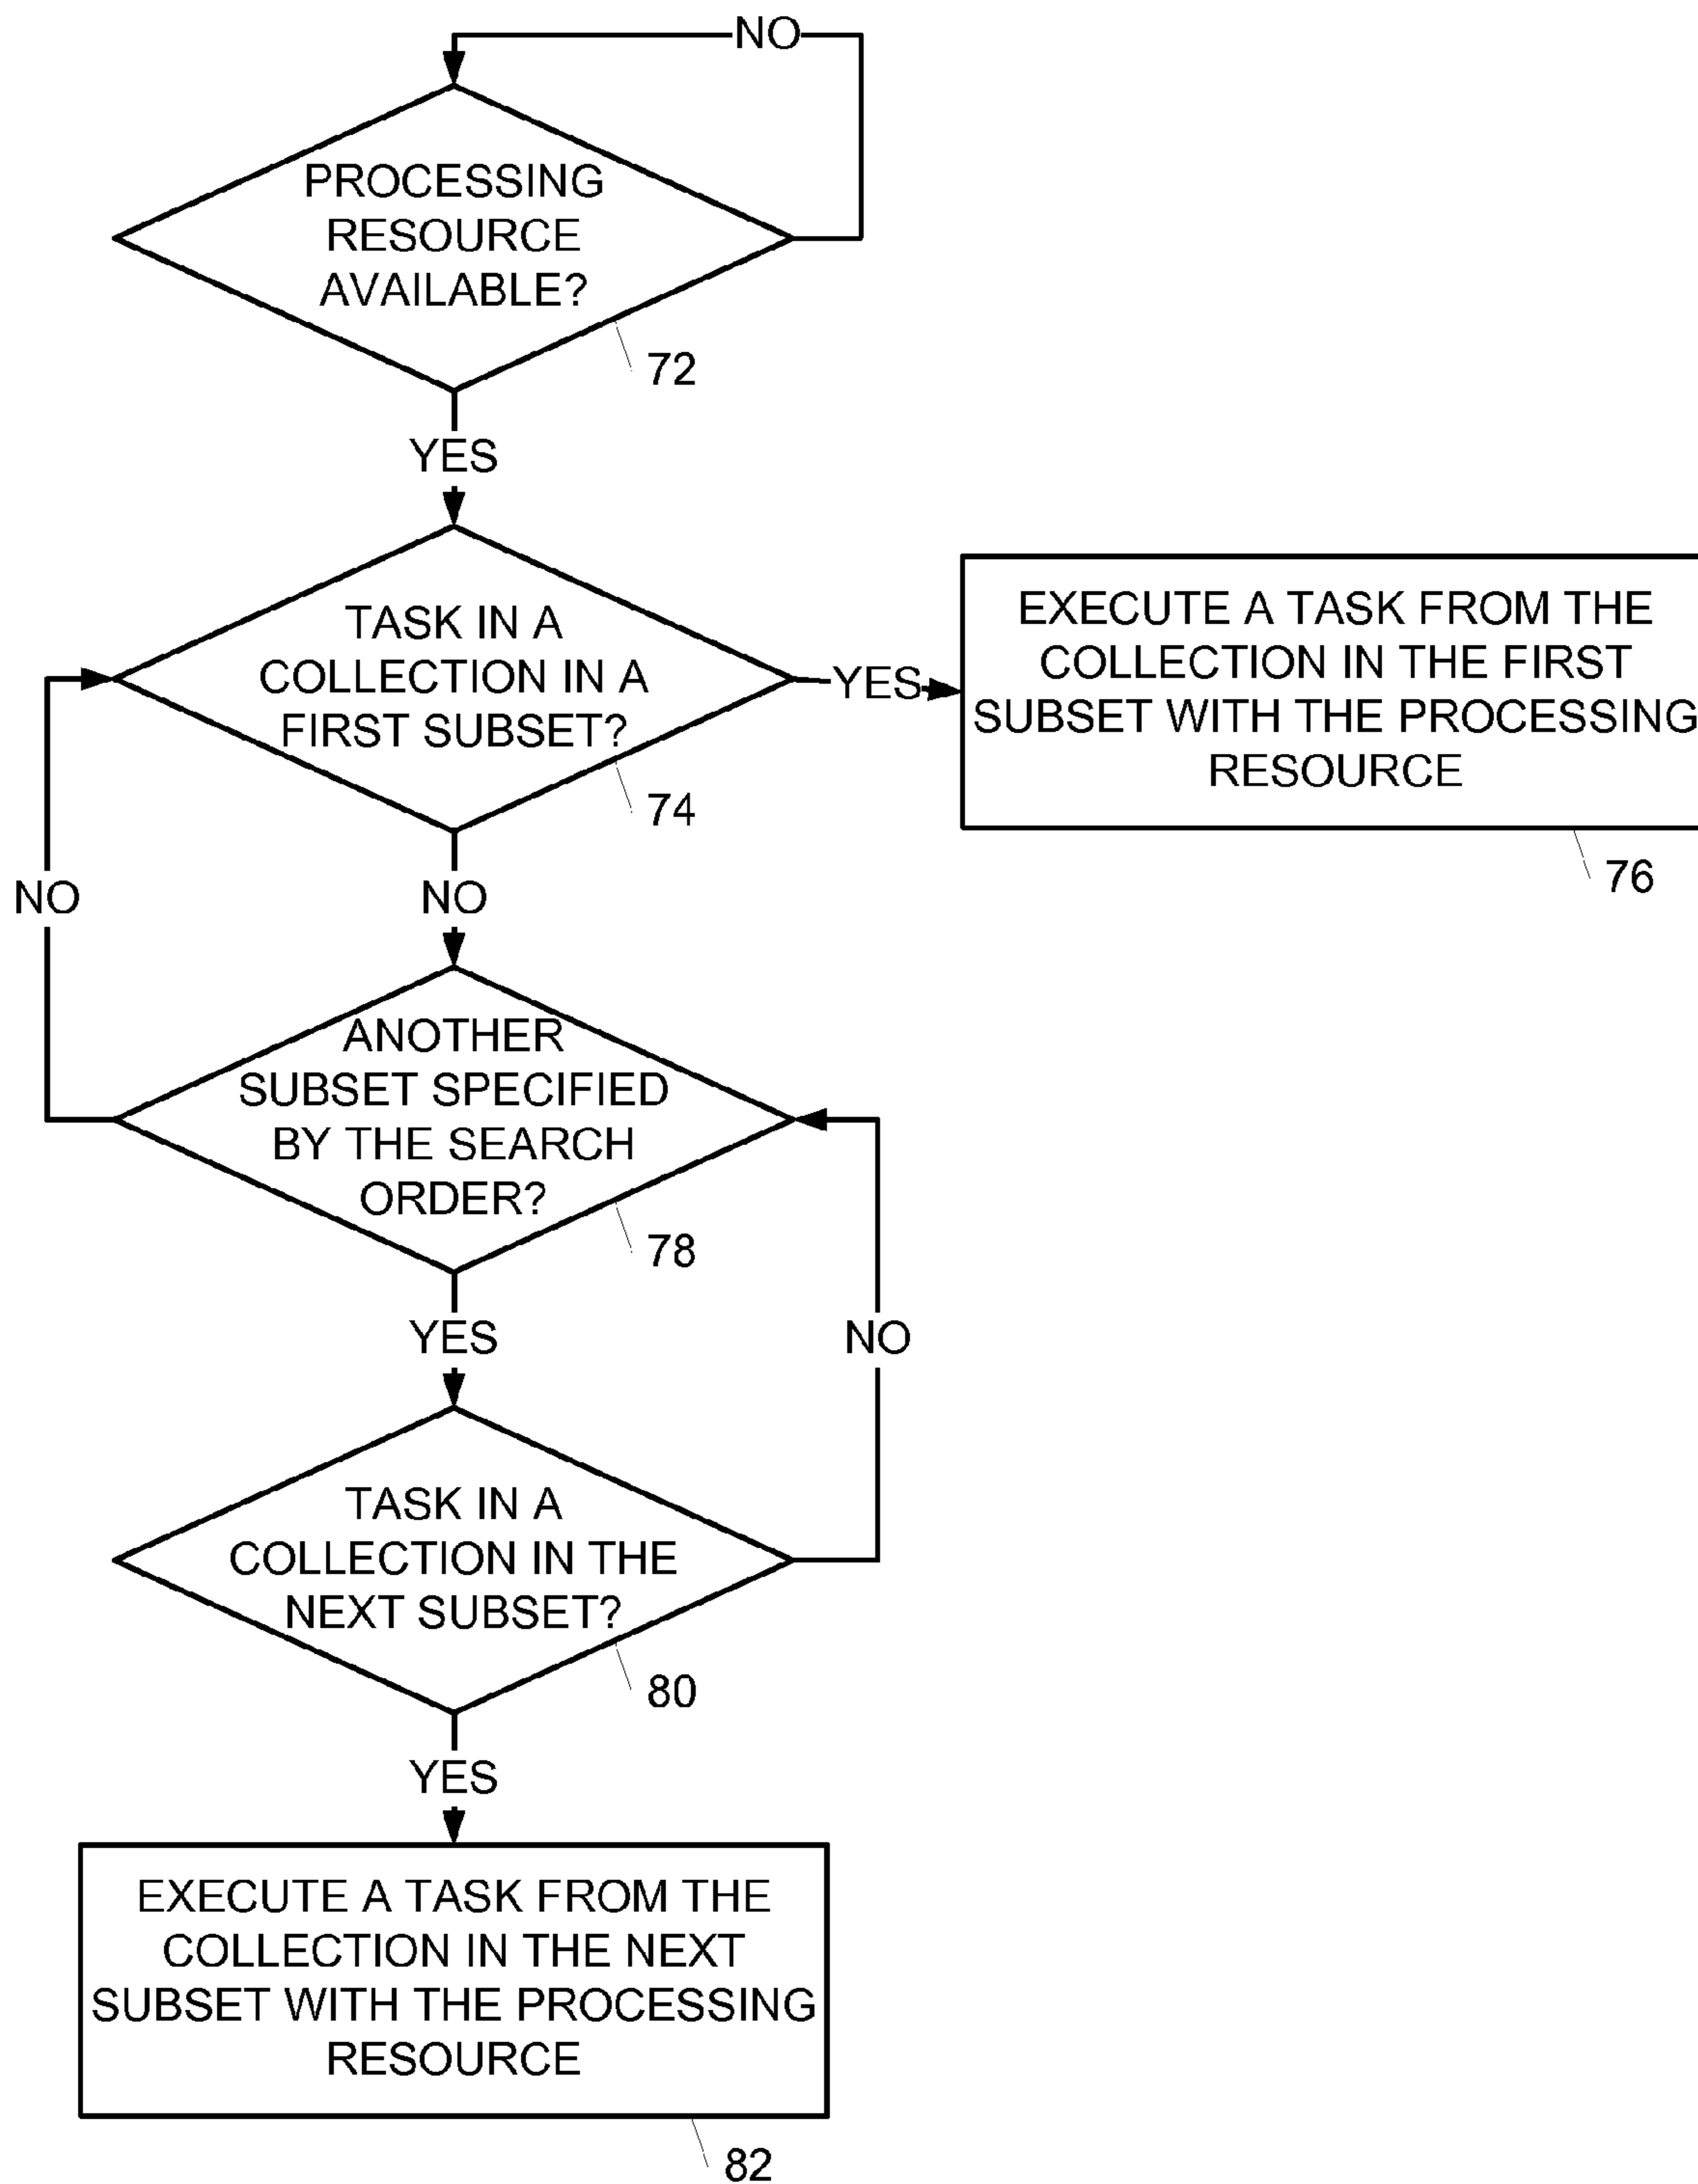 NO
PROCESSING
RESOURCE
AVAILABLE?
72
YES
TASK IN A
COLLECTION IN A
FIRST SUBSET?
74
YES
EXECUTE A TASK FROM THE
COLLECTION IN THE FIRST
SUBSET WITH THE PROCESSING
RESOURCE
76
NO
NO
ANOTHER
SUBSET SPECIFIED
BY THE SEARCH
ORDER?
78
YES
NO
TASK IN A
COLLECTION IN THE
NEXT SUBSET?
80
YES
EXECUTE A TASK FROM THE
COLLECTION IN THE NEXT
SUBSET WITH THE PROCESSING
RESOURCE
82